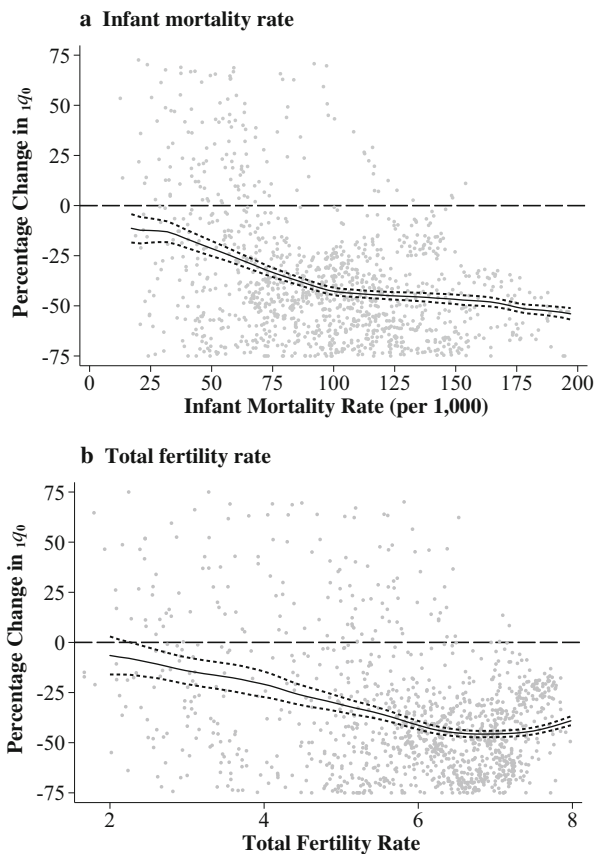 a Infant mortality rate
75
50
25
0
-25
-50
-75
Percentage Change in ₁q₀
0 25 50 75 100 125 150 175 200
Infant Mortality Rate (per 1,000)
b Total fertility rate
75
50
25
0
-25
-50
-75
Percentage Change in ₁q₀
2 4 6 8
Total Fertility Rate